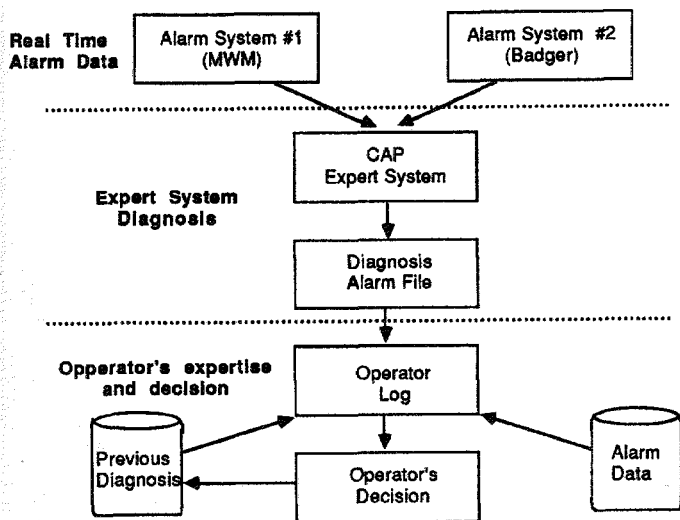 Real Time
Alarm Data
Alarm System #1
(MWM)
Alarm System #2
(Badger)
CAP
Expert System
Expert System
Diagnosis
Diagnosis
Alarm File
Opperator's expertise
and decision
Operator
Log
Previous
Diagnosis
Operator's
Decision
Alarm
Data